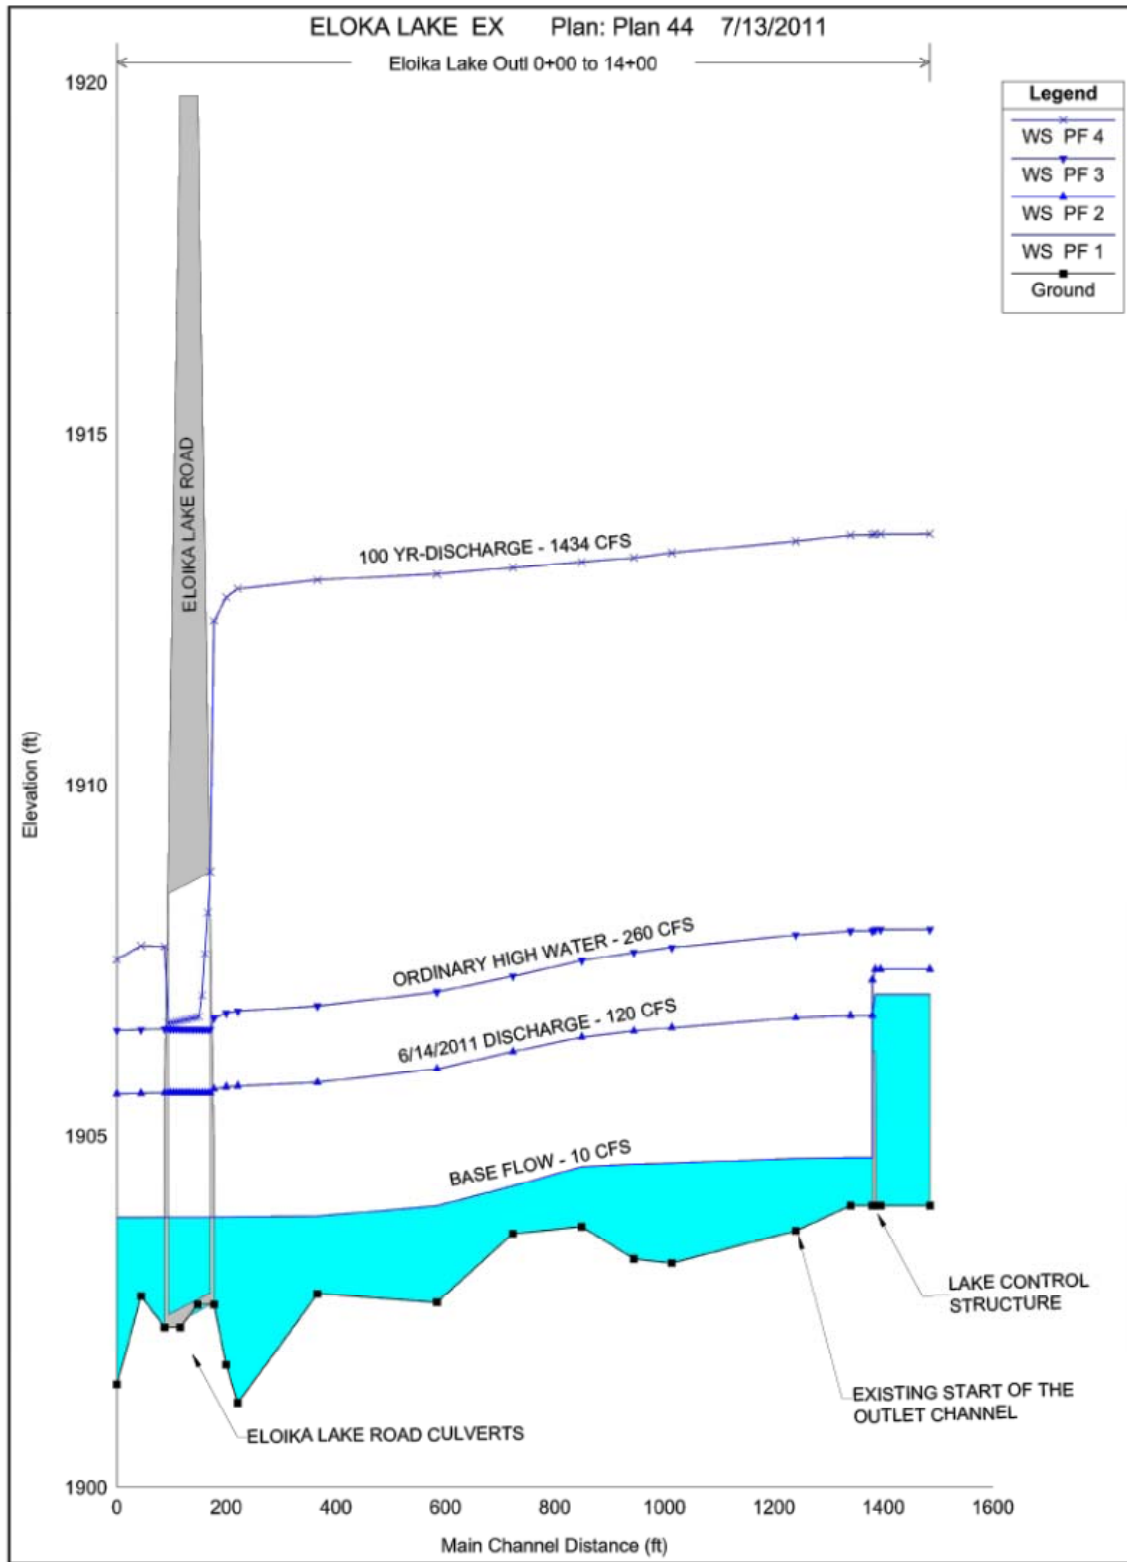 ELOKA LAKE EX Plan: Plan 44 7/13/2011
Eloika Lake Outl 0+00 to 14+00
Legend
WS PF 4
WS PF 3
WS PF 2
WS PF 1
Ground
1920
1915
1910
1905
1900
Elevation (ft)
ELOIKA LAKE ROAD
100 YR-DISCHARGE - 1434 CFS
ORDINARY HIGH WATER - 260 CFS
6/14/2011 DISCHARGE - 120 CFS
BASE FLOW - 10 CFS
LAKE CONTROL
STRUCTURE
EXISTING START OF THE
OUTLET CHANNEL
ELOIKA LAKE ROAD CULVERTS
0 200 400 600 800 1000 1200 1400 1600
Main Channel Distance (ft)